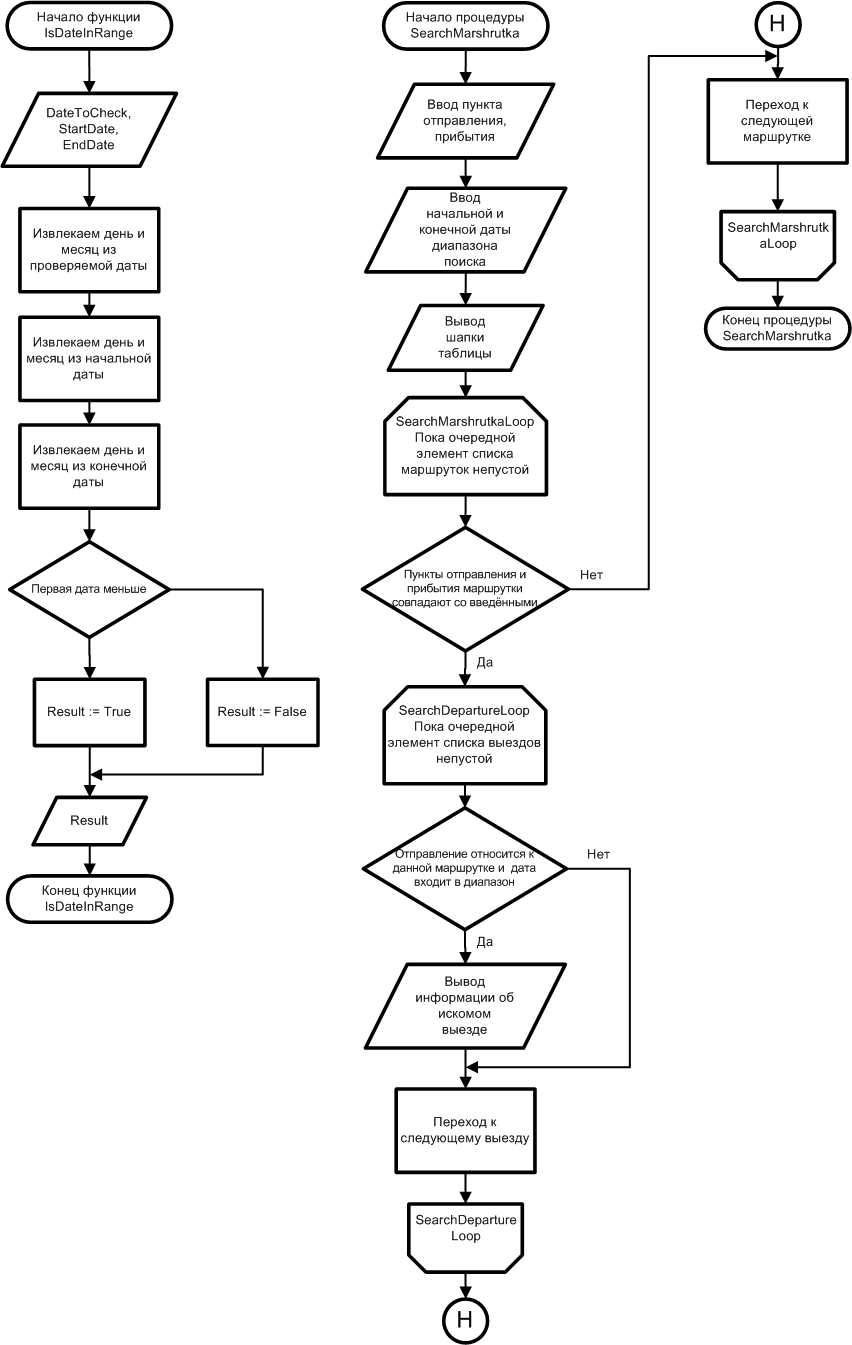 Начало функции
IsDateInRange
DateToCheck,
StartDate,
EndDate
Извлекаем день и
месяц из
проверяемой даты
Извлекаем день и
месяц из начальной
даты
Извлекаем день и
месяц из конечной
даты
Первая дата меньше
Result := True
Result := False
Result
Конец функции
IsDateInRange
Начало процедуры
SearchMarshrutka
Ввод пункта
отправления,
прибытия
Ввод
начальной и
конечной даты
диапазона
поиска
Вывод
шапки
таблицы
SearchMarshrutkaLoop
Пока очередной
элемент списка
маршруток непустой
Пункты отправления и
прибытия маршрутки
совпадают со введёнными
Нет
Да
SearchDepartureLoop
Пока очередной
элемент списка выездов
непустой
Отправление относится к
данной маршрутке и дата
входит в диапазон
Нет
Да
Вывод
информации об
искомом
выезде
Переход к
следующему выезду
SearchDeparture
Loop
Н
Н
Переход к
следующей
маршрутке
SearchMarshrutk
aLoop
Конец процедуры
SearchMarshrutka